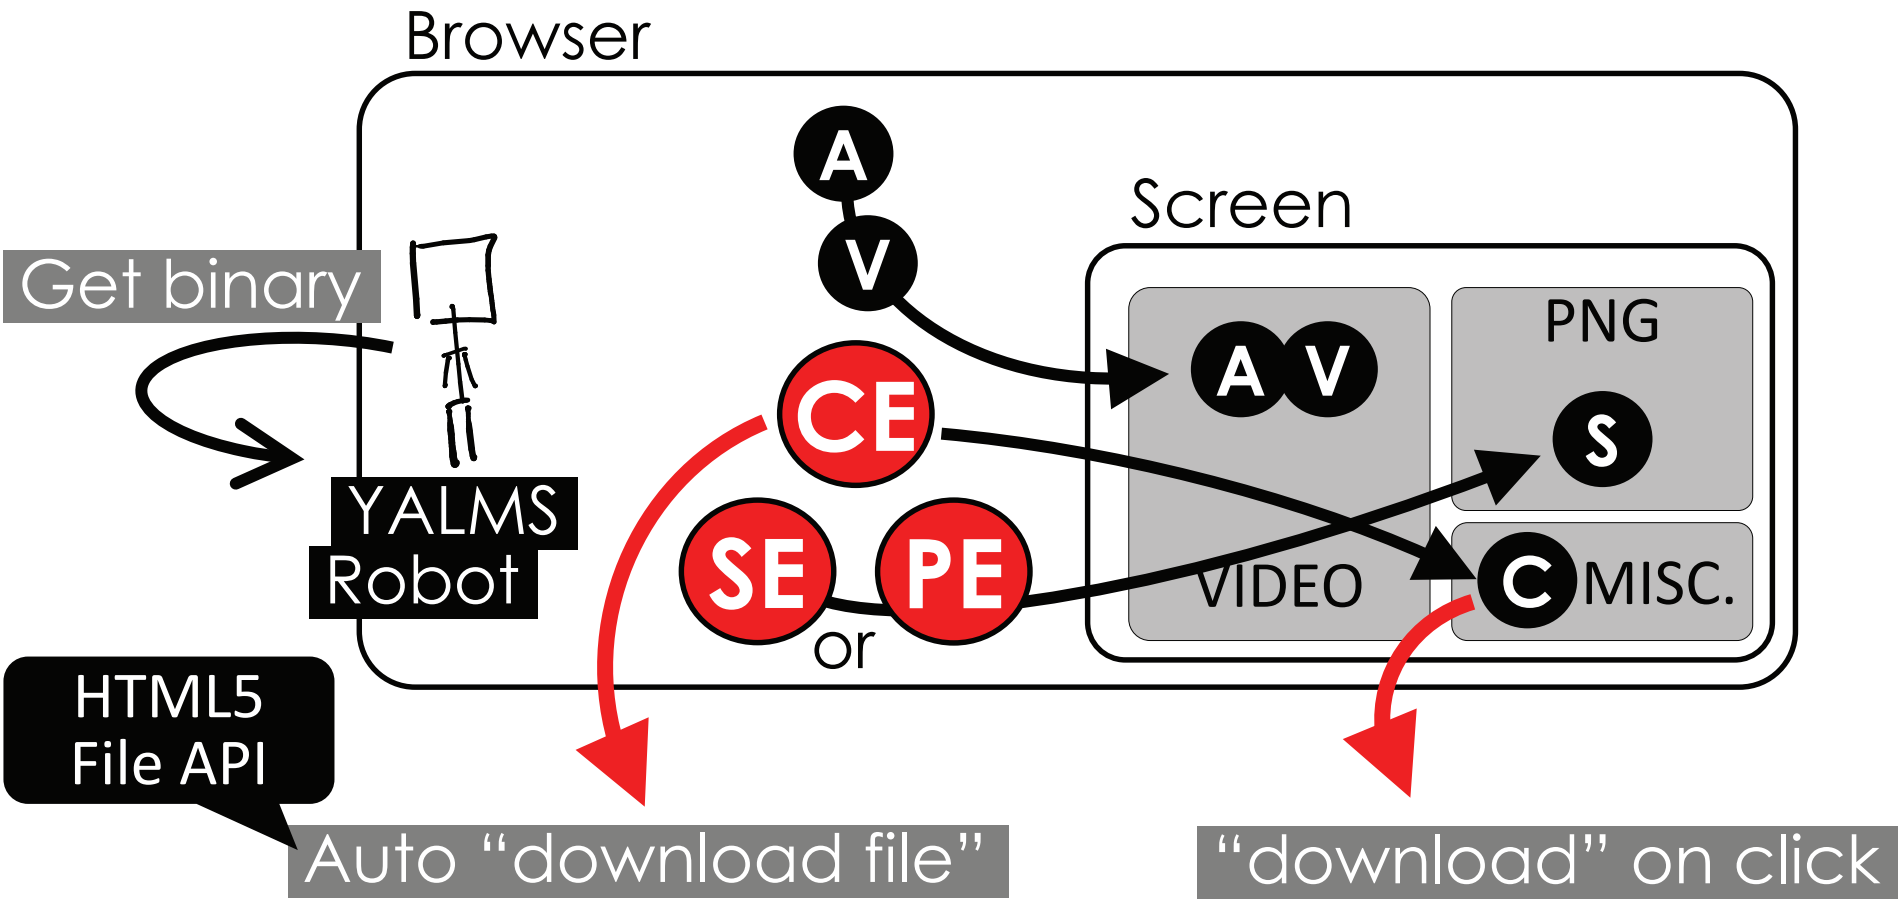 Browser
A
V
Screen
Get binary
A V
PNG
CE
S
YALMS
Robot
SE
PE
or
VIDEO
C
MISC.
HTML5
File API
Auto “download file”
“download” on click